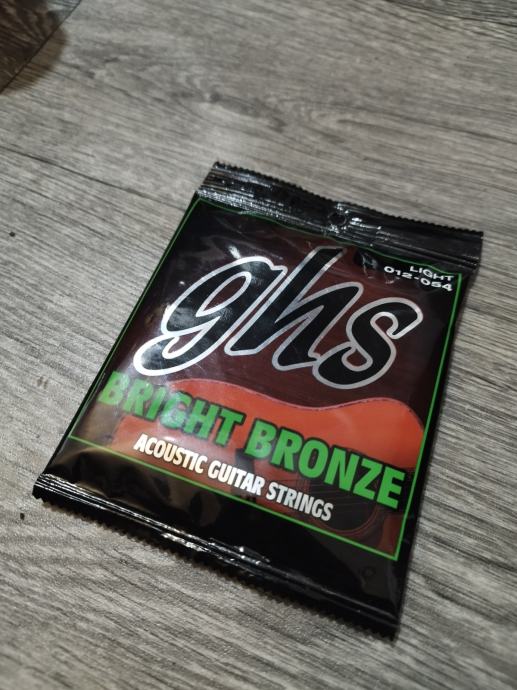 LIGHT
012-054
ghs
BRIGHT BRONZE
ACOUSTIC GUITAR STRINGS